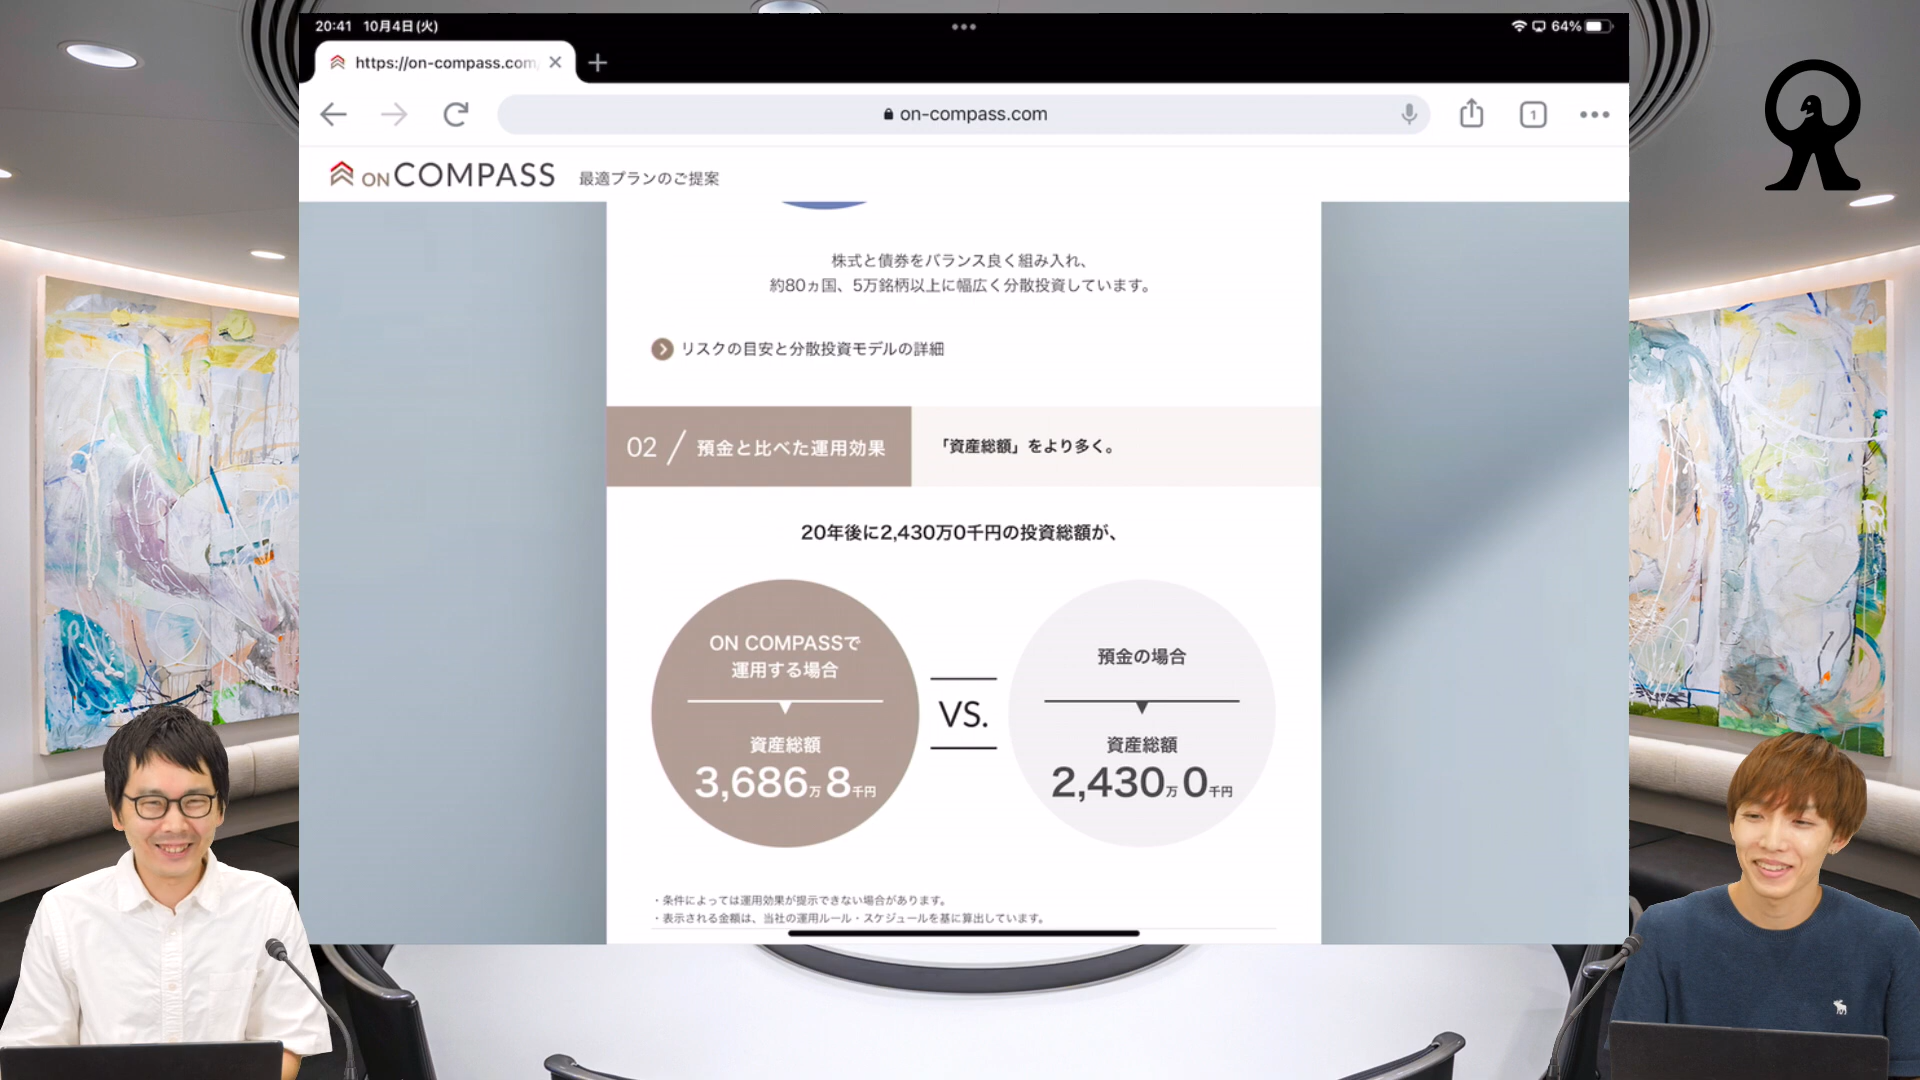 20:41 10月4日(火)
64%
https://on-compass.com
on-compass.com
1
ON COMPASS 最適プランのご提案
株式と債券をバランス良く組み入れ、
約80ヵ国、5万銘柄以上に幅広く分散投資しています。
リスクの目安と分散投資モデルの詳細
02 / 預金と比べた運用効果
「資産総額」をより多く。
20年後に2,430万0千円の投資総額が、
ON COMPASSで
運用する場合
資産総額
3,686万8千円
VS.
預金の場合
資産総額
2,430万0千円
・条件によっては運用効果が提示できない場合があります。
・表示される金額は、当社の運用ルール・スケジュールを基に算出しています。